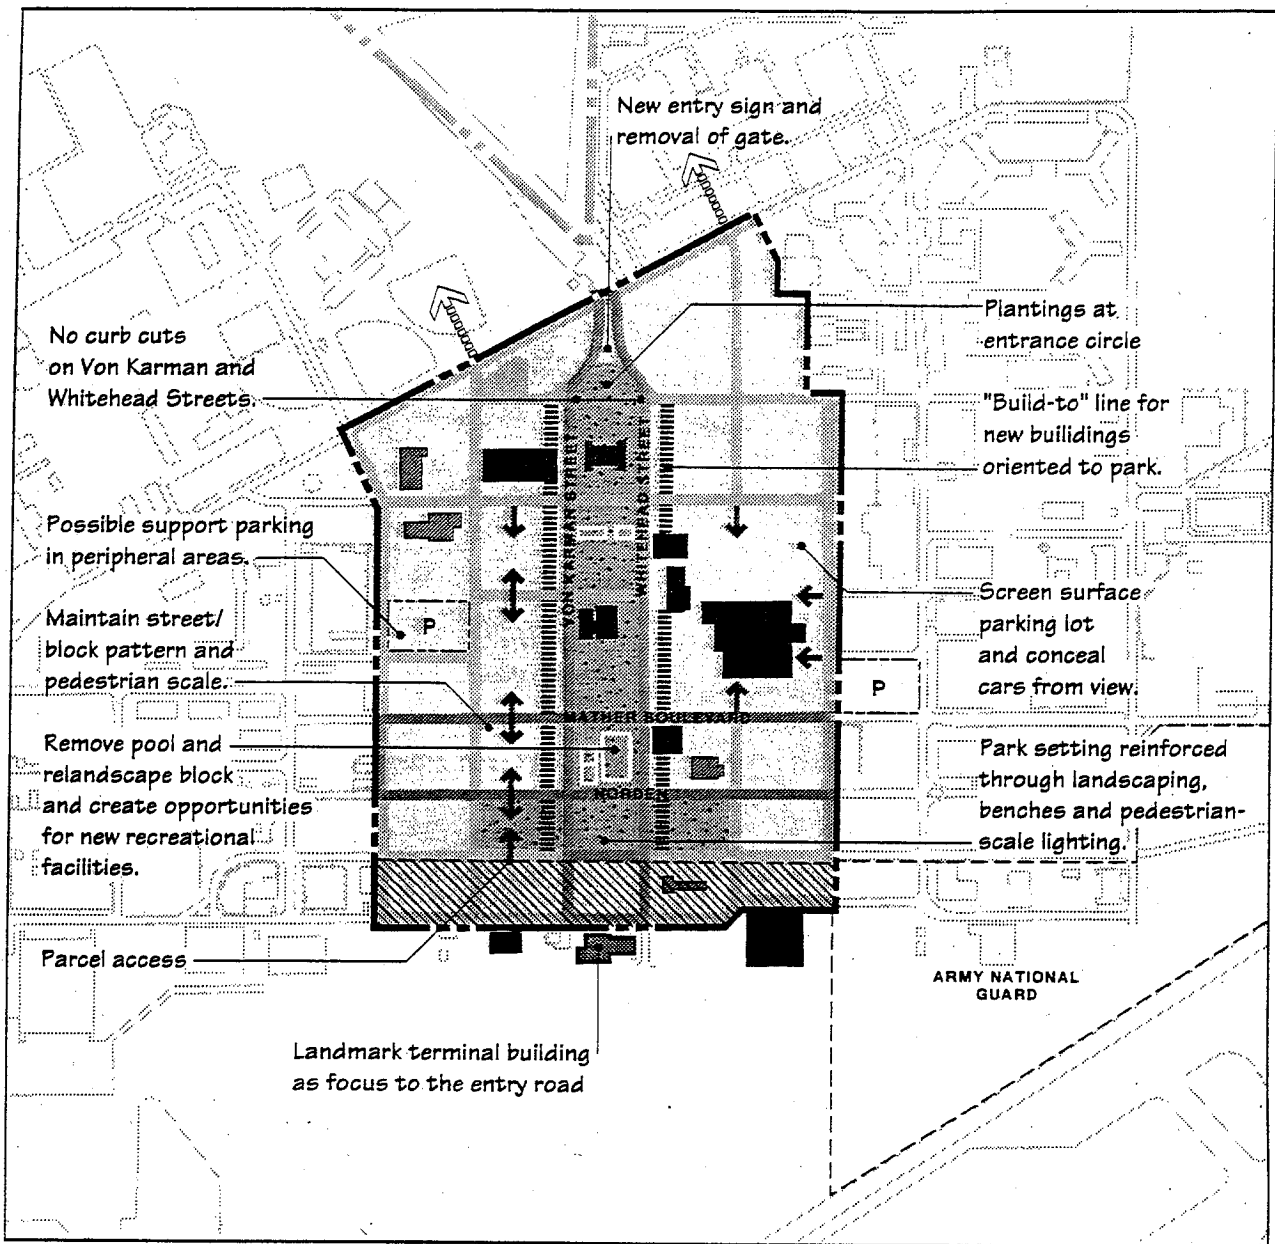 New entry sign and
removal of gate.
Plantings at
entrance circle
No curb cuts
on Von Karman and
Whitehead Streets.
"Build-to" line for
new builidings
oriented to park.
VON KARMAN STREET
WHITEHEAD STREET
Possible support parking
in peripheral areas.
P
Screen surface
parking lot
and conceal
cars from view.
Maintain street/
block pattern and
pedestrian scale.
P
MATHER BOULEVARD
Remove pool and
relandscape block
and create opportunities
for new recreational
facilities.
NORDEN
Park setting reinforced
through landscaping,
benches and pedestrian-
scale lighting.
Parcel access
ARMY NATIONAL
GUARD
Landmark terminal building
as focus to the entry road